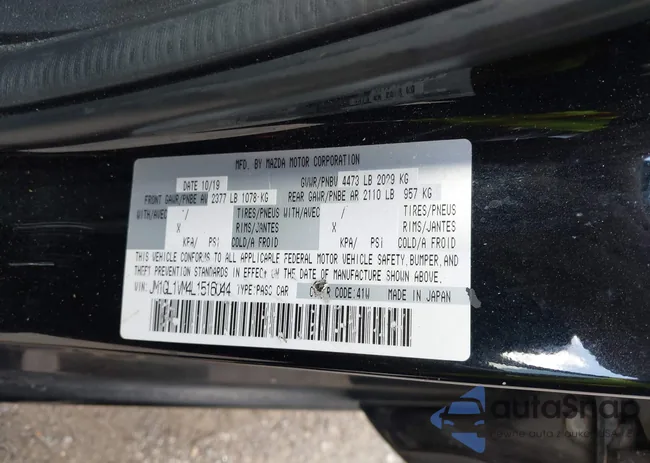 MFD. BY MAZDA MOTOR CORPORATION
DATE 10/19 GVWR/PNBV 4473 LB 2029 KG
FRONT GAWR/PNBE AV 2377 LB 1078 KG REAR GAWR/PNBE AR 2110 LB 957 KG
WITH/AVEC / TIRES/PNEUS WITH/AVEC / TIRES/PNEUS
X RIMS/JANTES X RIMS/JANTES
KPA/ PSI COLD/A FROID KPA/ PSI COLD/A FROID
THIS VEHICLE CONFORMS TO ALL APPLICABLE FEDERAL MOTOR VEHICLE SAFETY, BUMPER, AND
THEFT PREVENTION STANDARDS IN EFFECT ON THE DATE OF MANUFACTURE SHOWN ABOVE.
VIN: JM1GL1VM4L1516044 TYPE:PASS CAR CODE:41W MADE IN JAPAN
autoSnap